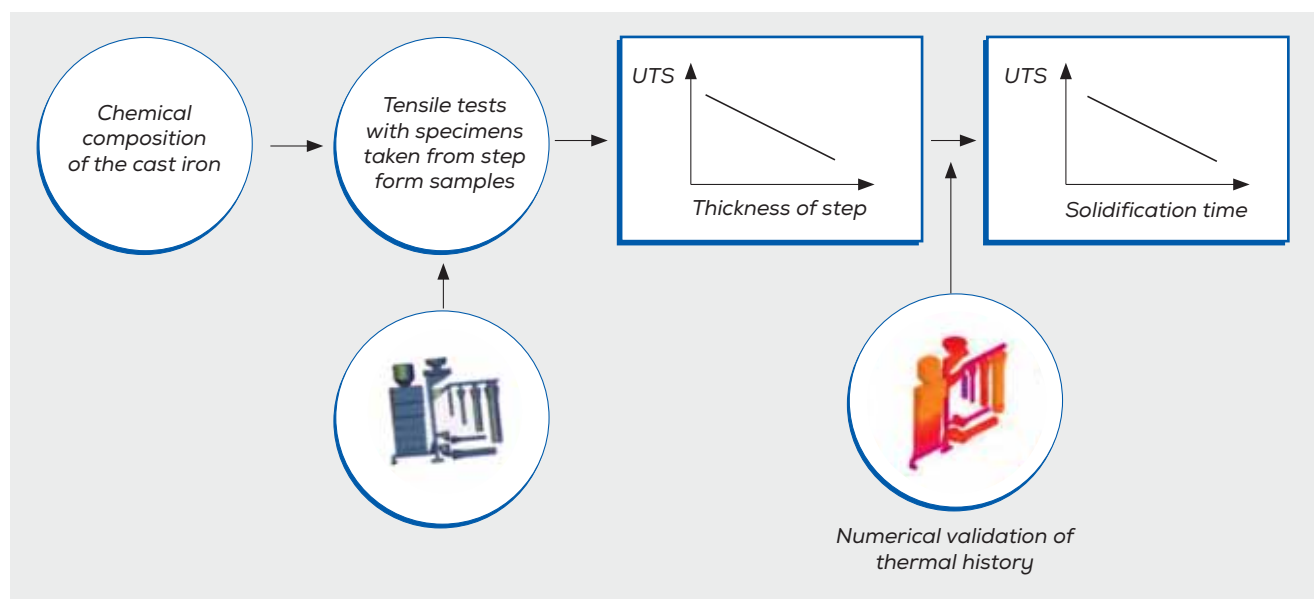 Chemical
composition
of the cast iron
Tensile tests
with specimens
taken from step
form samples
UTS
Thickness of step
UTS
Solidification time
Numerical validation of
thermal history